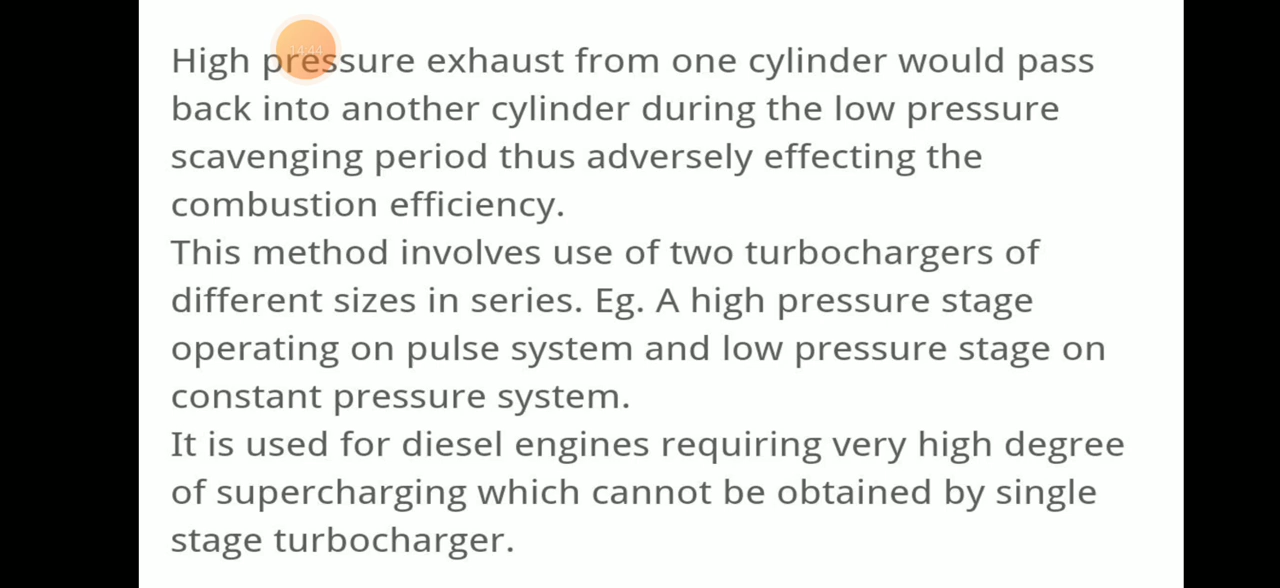 14:44
High pressure exhaust from one cylinder would pass
back into another cylinder during the low pressure
scavenging period thus adversely effecting the
combustion efficiency.
This method involves use of two turbochargers of
different sizes in series. Eg. A high pressure stage
operating on pulse system and low pressure stage on
constant pressure system.
It is used for diesel engines requiring very high degree
of supercharging which cannot be obtained by single
stage turbocharger.